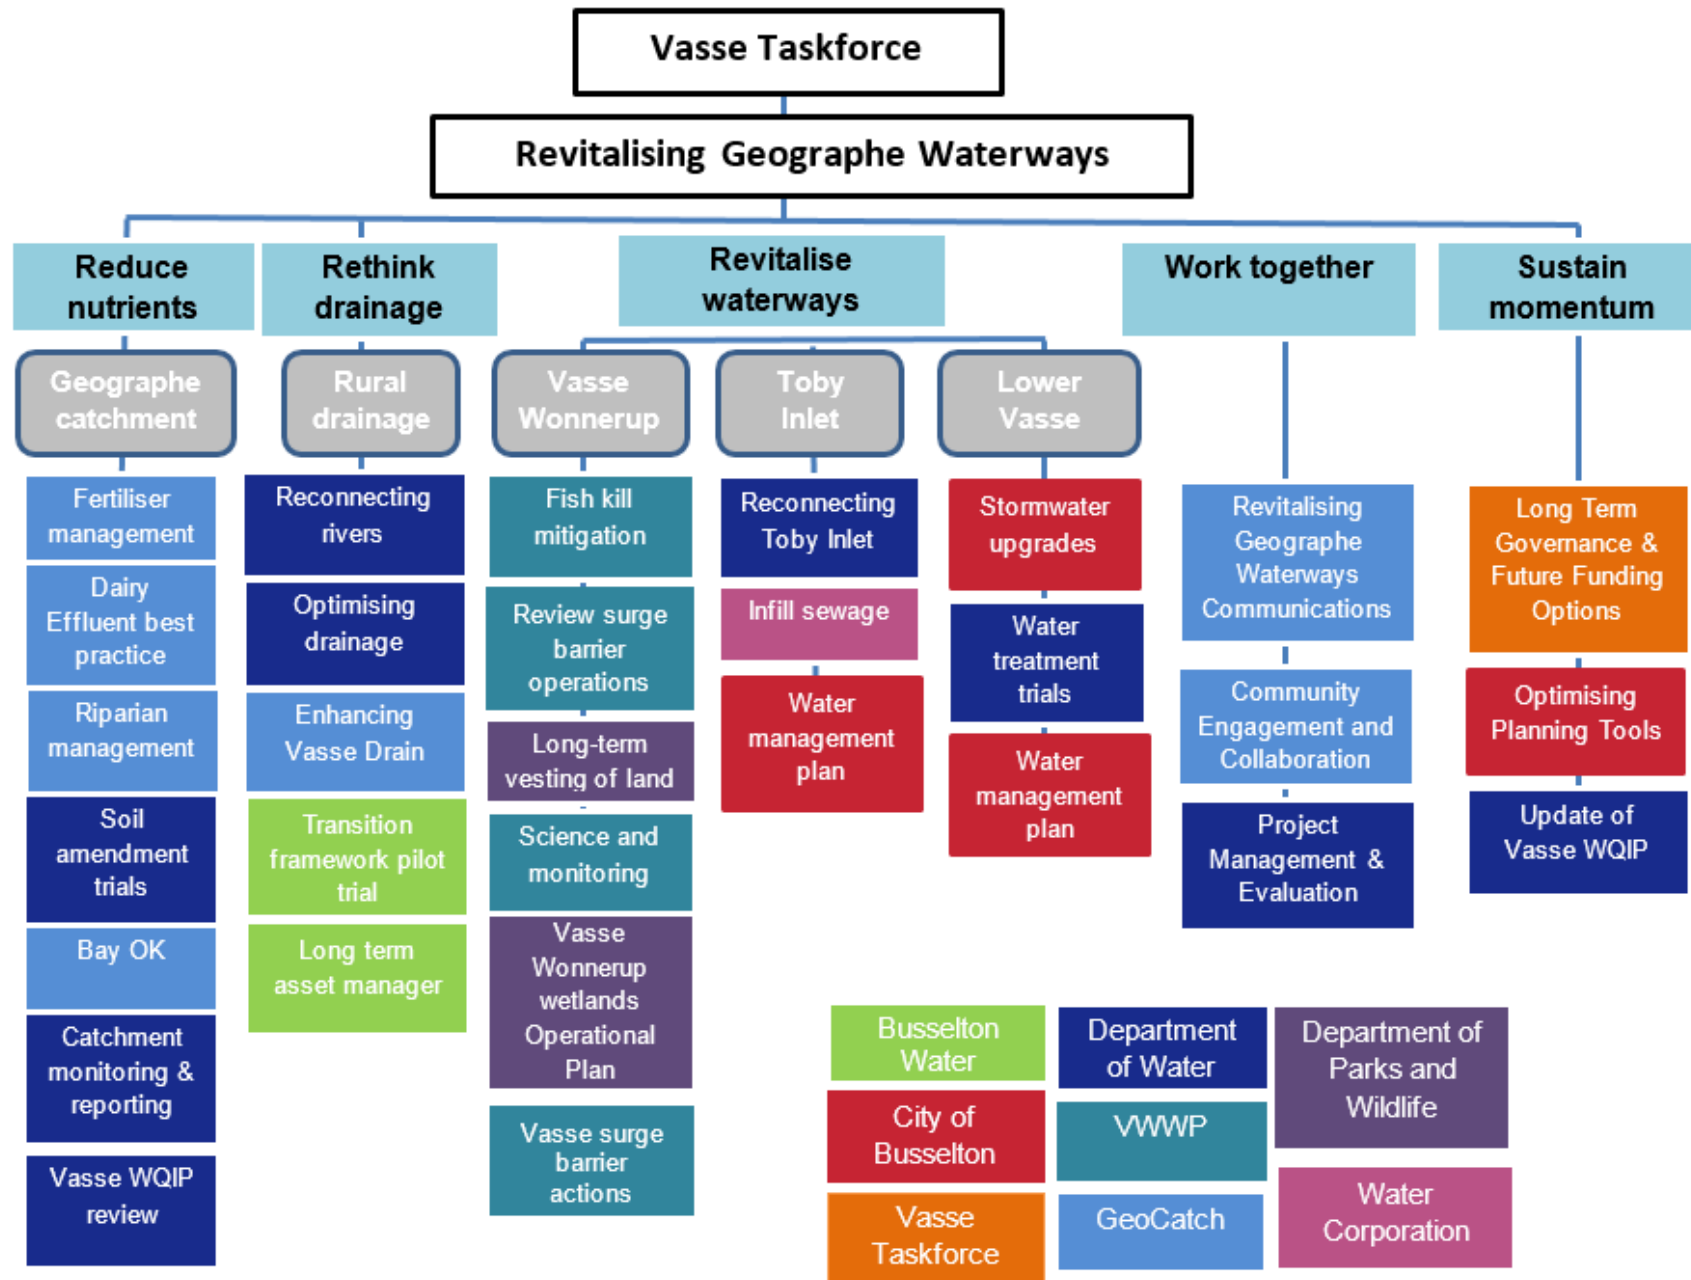 Vasse Taskforce
Revitalising Geographe Waterways
Reduce
nutrients
Rethink
drainage
Revitalise
waterways
Work together
Sustain
momentum
Geographe
catchment
Rural
drainage
Vasse
Wonnerup
Toby
Inlet
Lower
Vasse
Fertiliser
management
Dairy
Effluent best
practice
Riparian
management
Soil
amendment
trials
Bay OK
Catchment
monitoring &
reporting
Vasse WQIP
review
Reconnecting
rivers
Optimising
drainage
Enhancing
Vasse Drain
Transition
framework pilot
trial
Long term
asset manager
Fish kill
mitigation
Review surge
barrier
operations
Long-term
vesting of land
Science and
monitoring
Vasse
Wonnerup
wetlands
Operational
Plan
Vasse surge
barrier
actions
Reconnecting
Toby Inlet
Infill sewage
Water
management
plan
Stormwater
upgrades
Water
treatment
trials
Water
management
plan
Revitalising
Geographe
Waterways
Communications
Community
Engagement and
Collaboration
Project
Management &
Evaluation
Long Term
Governance &
Future Funding
Options
Optimising
Planning Tools
Update of
Vasse WQIP
Busselton
Water
Department
of Water
Department of
Parks and
Wildlife
City of
Busselton
VWWP
Vasse
Taskforce
GeoCatch
Water
Corporation